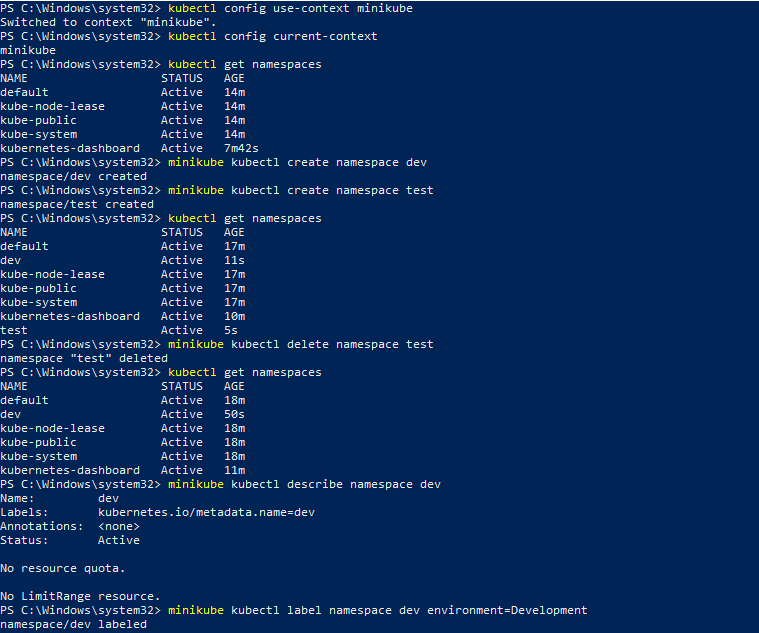 PS C:\Windows\system32> kubectl config use-context minikube
Switched to context "minikube".
PS C:\Windows\system32> kubectl config current-context
minikube
PS C:\Windows\system32> kubectl get namespaces
NAME                   STATUS   AGE
default                Active   14m
kube-node-lease        Active   14m
kube-public            Active   14m
kube-system            Active   14m
kubernetes-dashboard   Active   7m42s
PS C:\Windows\system32> minikube kubectl create namespace dev
namespace/dev created
PS C:\Windows\system32> minikube kubectl create namespace test
namespace/test created
PS C:\Windows\system32> kubectl get namespaces
NAME                   STATUS   AGE
default                Active   17m
dev                    Active   11s
kube-node-lease        Active   17m
kube-public            Active   17m
kube-system            Active   17m
kubernetes-dashboard   Active   10m
test                   Active   5s
PS C:\Windows\system32> minikube kubectl delete namespace test
namespace "test" deleted
PS C:\Windows\system32> kubectl get namespaces
NAME                   STATUS   AGE
default                Active   18m
dev                    Active   50s
kube-node-lease        Active   18m
kube-public            Active   18m
kube-system            Active   18m
kubernetes-dashboard   Active   11m
PS C:\Windows\system32> minikube kubectl describe namespace dev
Name:         dev
Labels:       kubernetes.io/metadata.name=dev
Annotations:  <none>
Status:       Active

No resource quota.

No LimitRange resource.
PS C:\Windows\system32> minikube kubectl label namespace dev environment=Development
namespace/dev labeled